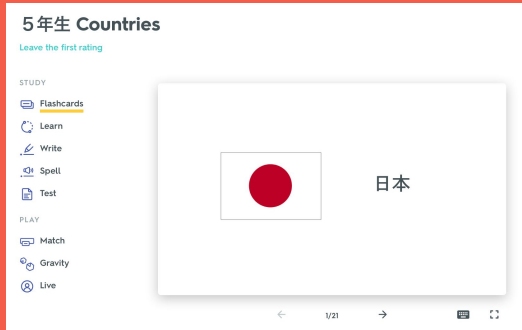 ５年生 Countries
Leave the first rating
STUDY
Flashcards
Learn
Write
Spell
Test
PLAY
Match
Gravity
Live
日本
1/21